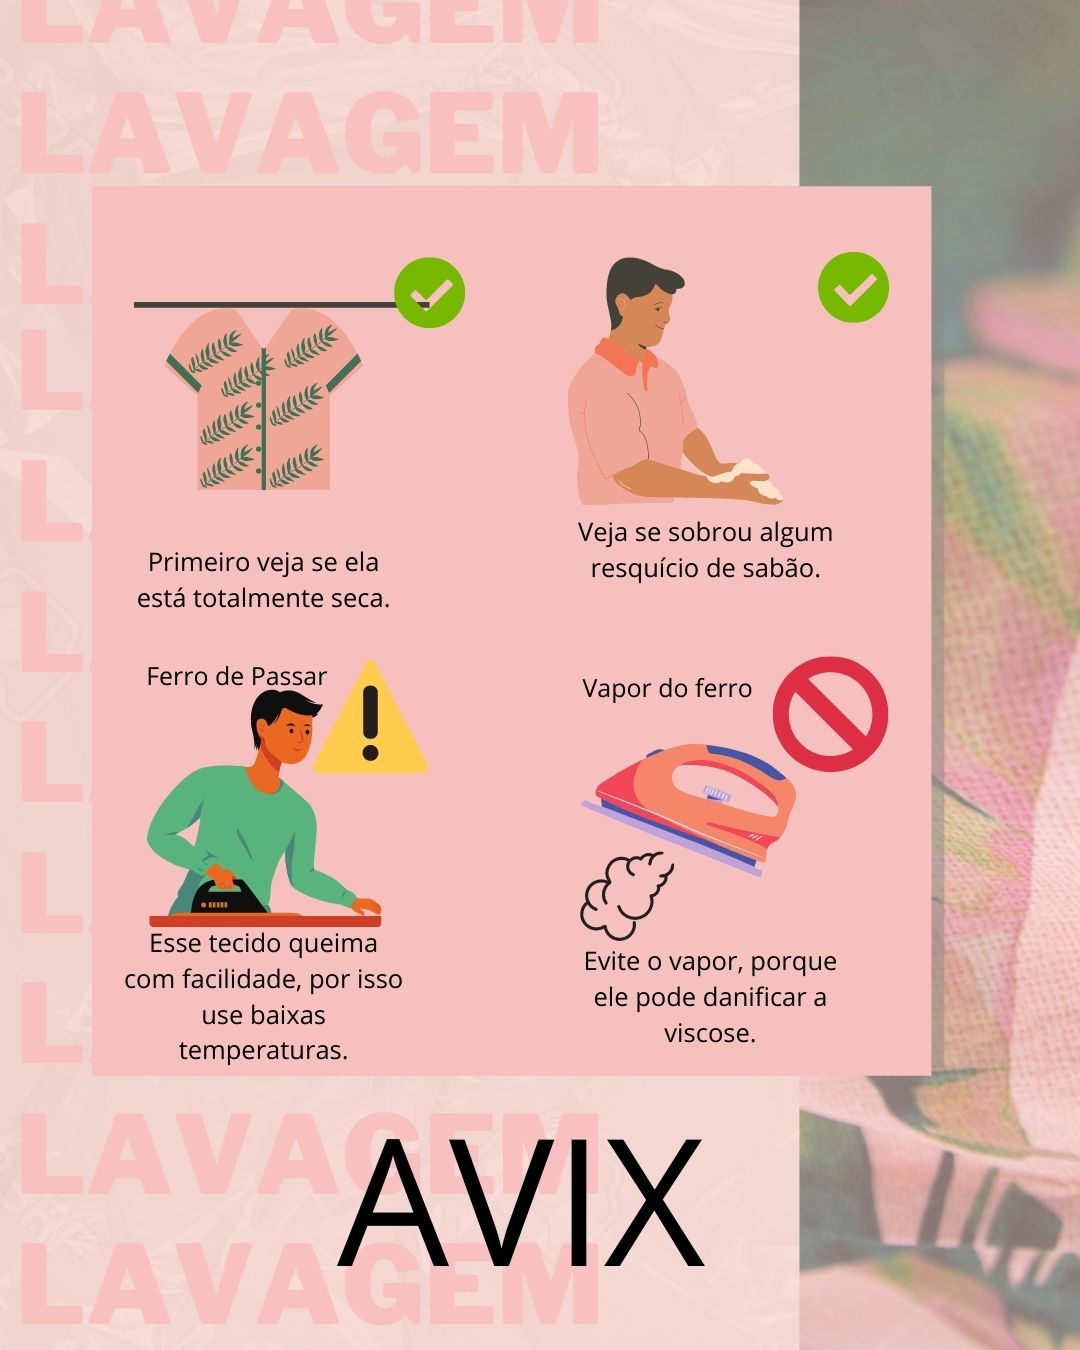 LAVAGEM
LAVAGEM
Primeiro veja se ela
está totalmente seca.
Veja se sobrou algum
resquício de sabão.
Ferro de Passar
Esse tecido queima
com facilidade, por isso
use baixas
temperaturas.
Vapor do ferro
Evite o vapor, porque
ele pode danificar a
viscose.
LAVAGEM
AVIX
LAVAGEM